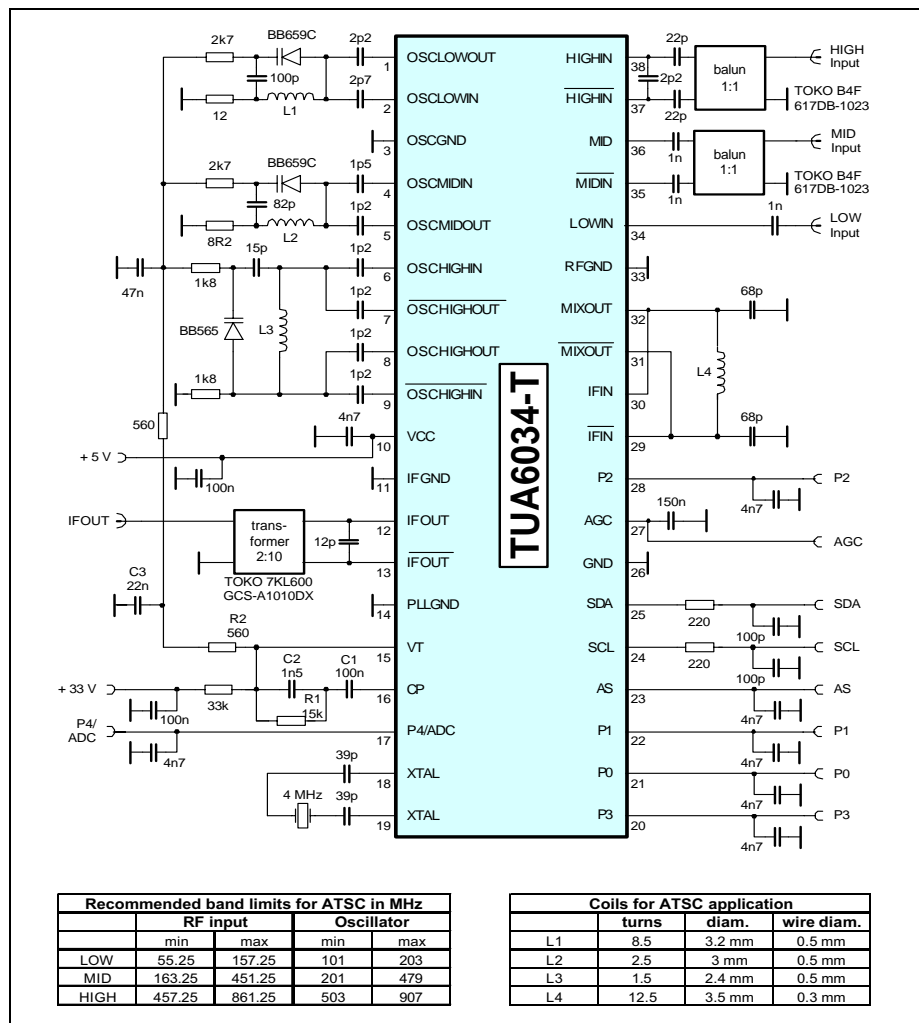 2k7
BB659C
2p2
1
OSCLOWOUT
100p
2p7
12
L1
2
OSCLOWIN
3
OSCGND
2k7
BB659C
1p5
4
OSCMIDIN
82p
1p2
8R2
L2
5
OSCMIDOUT
15p
1p2
6
OSCHIGHIN
47n
1k8
1p2
7
OSCHIGHOUT
BB565
L3
8
OSCHIGHOUT
1k8
1p2
9
OSCHIGHIN
560
4n7
10
VCC
+ 5 V
100n
11
IFGND
IFOUT
trans-
former
2:10
12p
12
IFOUT
13
IFOUT
TOKO 7KL600
GCS-A1010DX
C3
22n
14
PLLGND
R2
560
15
VT
C2
1n5
C1
100n
+ 33 V
33k
R1
15k
16
CP
100n
P4/
ADC
17
P4/ADC
4n7
39p
18
XTAL
4 MHz
39p
19
XTAL
TUA6034-T
HIGHIN
38
22p
balun
1:1
HIGH
Input
2p2
HIGHIN
37
22p
TOKO B4F
617DB-1023
MID
36
1n
balun
1:1
MID
Input
MIDIN
35
1n
TOKO B4F
617DB-1023
LOWIN
34
1n
LOW
Input
RFGND
33
MIXOUT
32
68p
MIXOUT
31
L4
IFIN
30
IFIN
29
68p
P2
28
4n7
P2
AGC
27
150n
AGC
GND
26
SDA
25
220
100p
SDA
SCL
24
220
100p
SCL
AS
23
4n7
AS
P1
22
4n7
P1
P0
21
4n7
P0
P3
20
4n7
P3
Recommended band limits for ATSC in MHz
RF input Oscillator
min max min max
LOW 55.25 157.25 101 203
MID 163.25 451.25 201 479
HIGH 457.25 861.25 503 907
Coils for ATSC application
turns diam. wire diam.
L1 8.5 3.2 mm 0.5 mm
L2 2.5 3 mm 0.5 mm
L3 1.5 2.4 mm 0.5 mm
L4 12.5 3.5 mm 0.3 mm